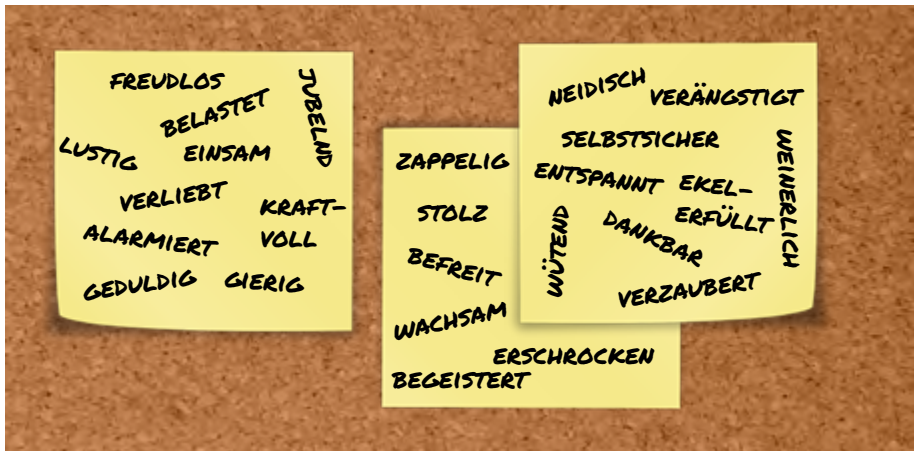 FREUDLOS
JUBELND
BELASTET
LUSTIG
EINSAM
VERLIEBT
KRAFT-
VOLL
ALARMIERT
GEDULDIG
GIERIG
ZAPPELIG
STOLZ
BEFREIT
WACHSAM
ERSCHROCKEN
BEGEISTERT
NEIDISCH
VERÄNGSTIGT
SELBSTSICHER
WEINERLICH
ENTSPANNT
EKEL-
ERFÜLLT
DANKBAR
WÜTEND
VERZAUBERT